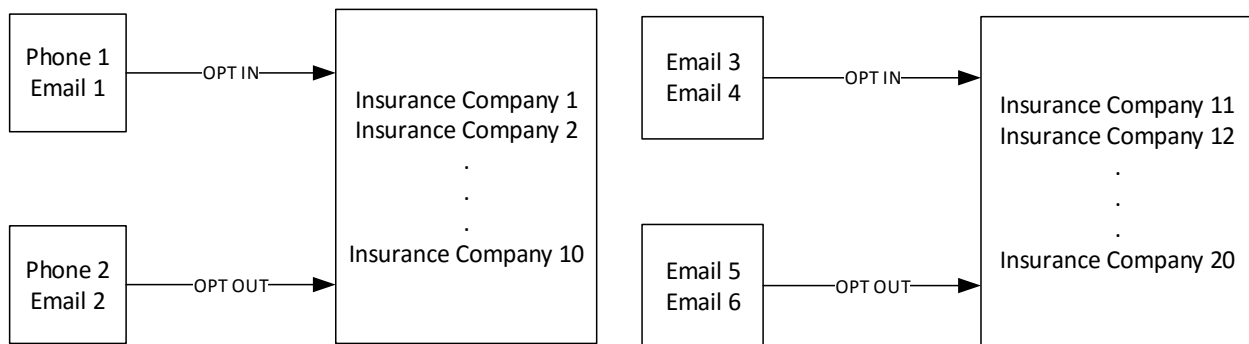 Phone 1
Email 1
OPT IN
Insurance Company 1
Insurance Company 2
.
.
.
Insurance Company 10
Phone 2
Email 2
OPT OUT
Email 3
Email 4
OPT IN
Insurance Company 11
Insurance Company 12
.
.
.
Insurance Company 20
Email 5
Email 6
OPT OUT